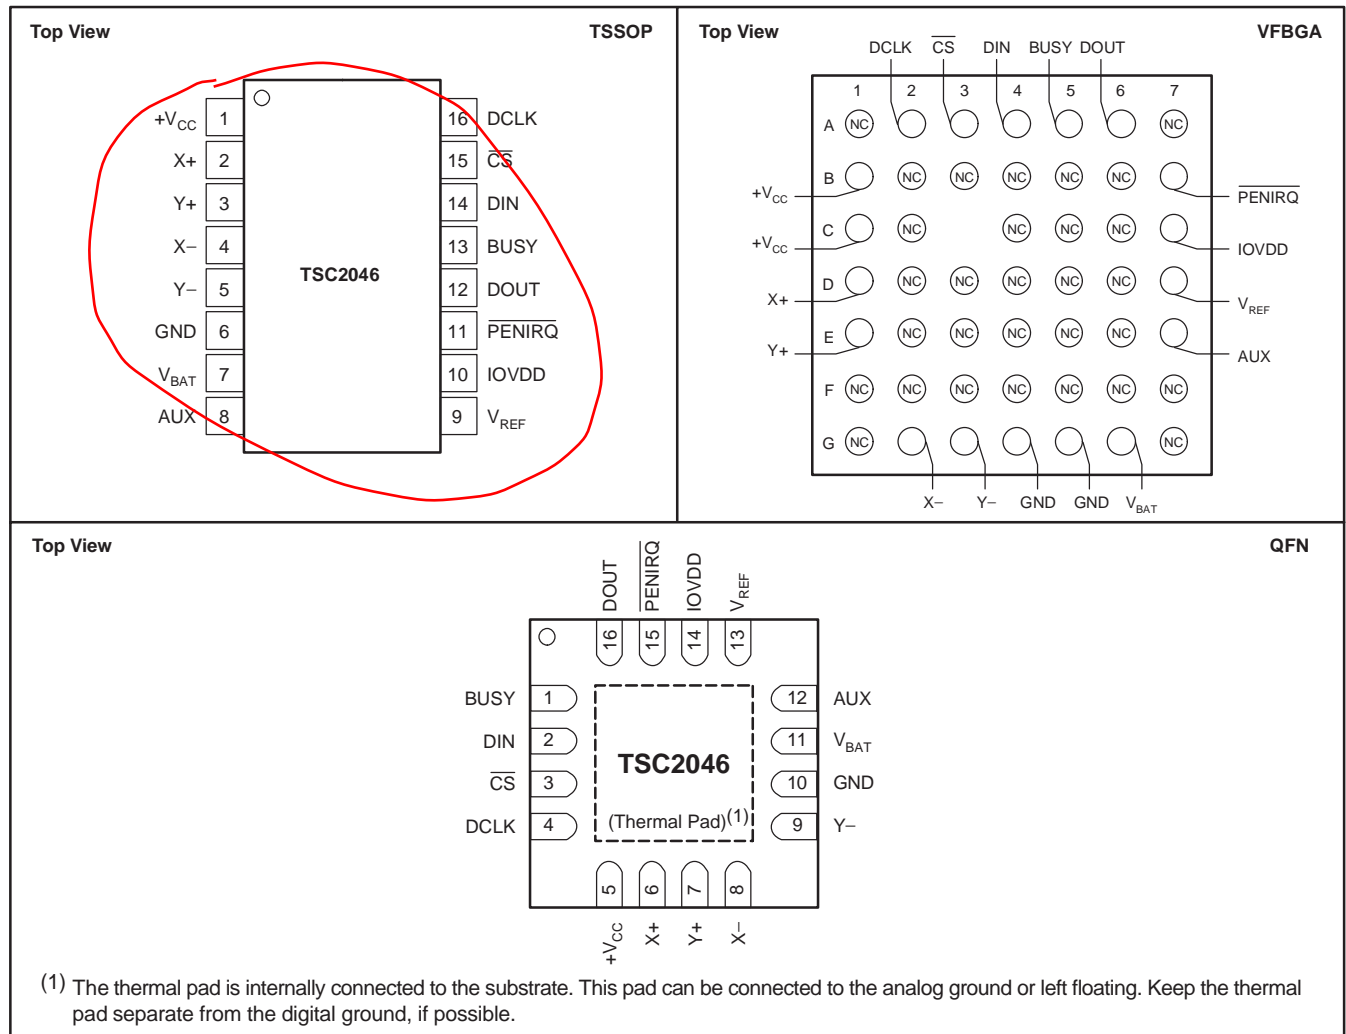 Top View TSSOP
+VCC 1 16 DCLK
X+ 2 15 CS
Y+ 3 14 DIN
X− 4 13 BUSY
TSC2046
Y− 5 12 DOUT
GND 6 11 PENIRQ
VBAT 7 10 IOVDD
AUX 8 9 VREF
Top View VFBGA
DCLK CS DIN BUSY DOUT
1 2 3 4 5 6 7
A NC NC
B NC NC NC NC NC
+VCC PENIRQ
C NC NC NC NC
+VCC IOVDD
D NC NC NC NC NC
X+ VREF
E NC NC NC NC NC
Y+ AUX
F NC NC NC NC NC NC NC
G NC NC
X− Y− GND GND VBAT
Top View QFN
DOUT PENIRQ IOVDD VREF
16 15 14 13
BUSY 1 12 AUX
DIN 2 11 VBAT
TSC2046
CS 3 10 GND
DCLK 4 (Thermal Pad)(1) 9 Y−
5 6 7 8
+VCC X+ Y+ X−
(1) The thermal pad is internally connected to the substrate. This pad can be connected to the analog ground or left floating. Keep the thermal
pad separate from the digital ground, if possible.